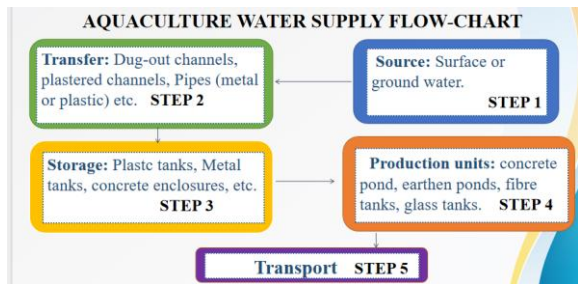 AQUACULTURE WATER SUPPLY FLOW-CHART
Transfer: Dug-out channels,
plastered channels, Pipes (metal
or plastic) etc. STEP 2
Source: Surface or
ground water.
STEP 1
Storage: Plastc tanks, Metal
tanks, concrete enclosures, etc.
STEP 3
Production units: concrete
pond, earthen ponds, fibre
tanks, glass tanks. STEP 4
Transport STEP 5